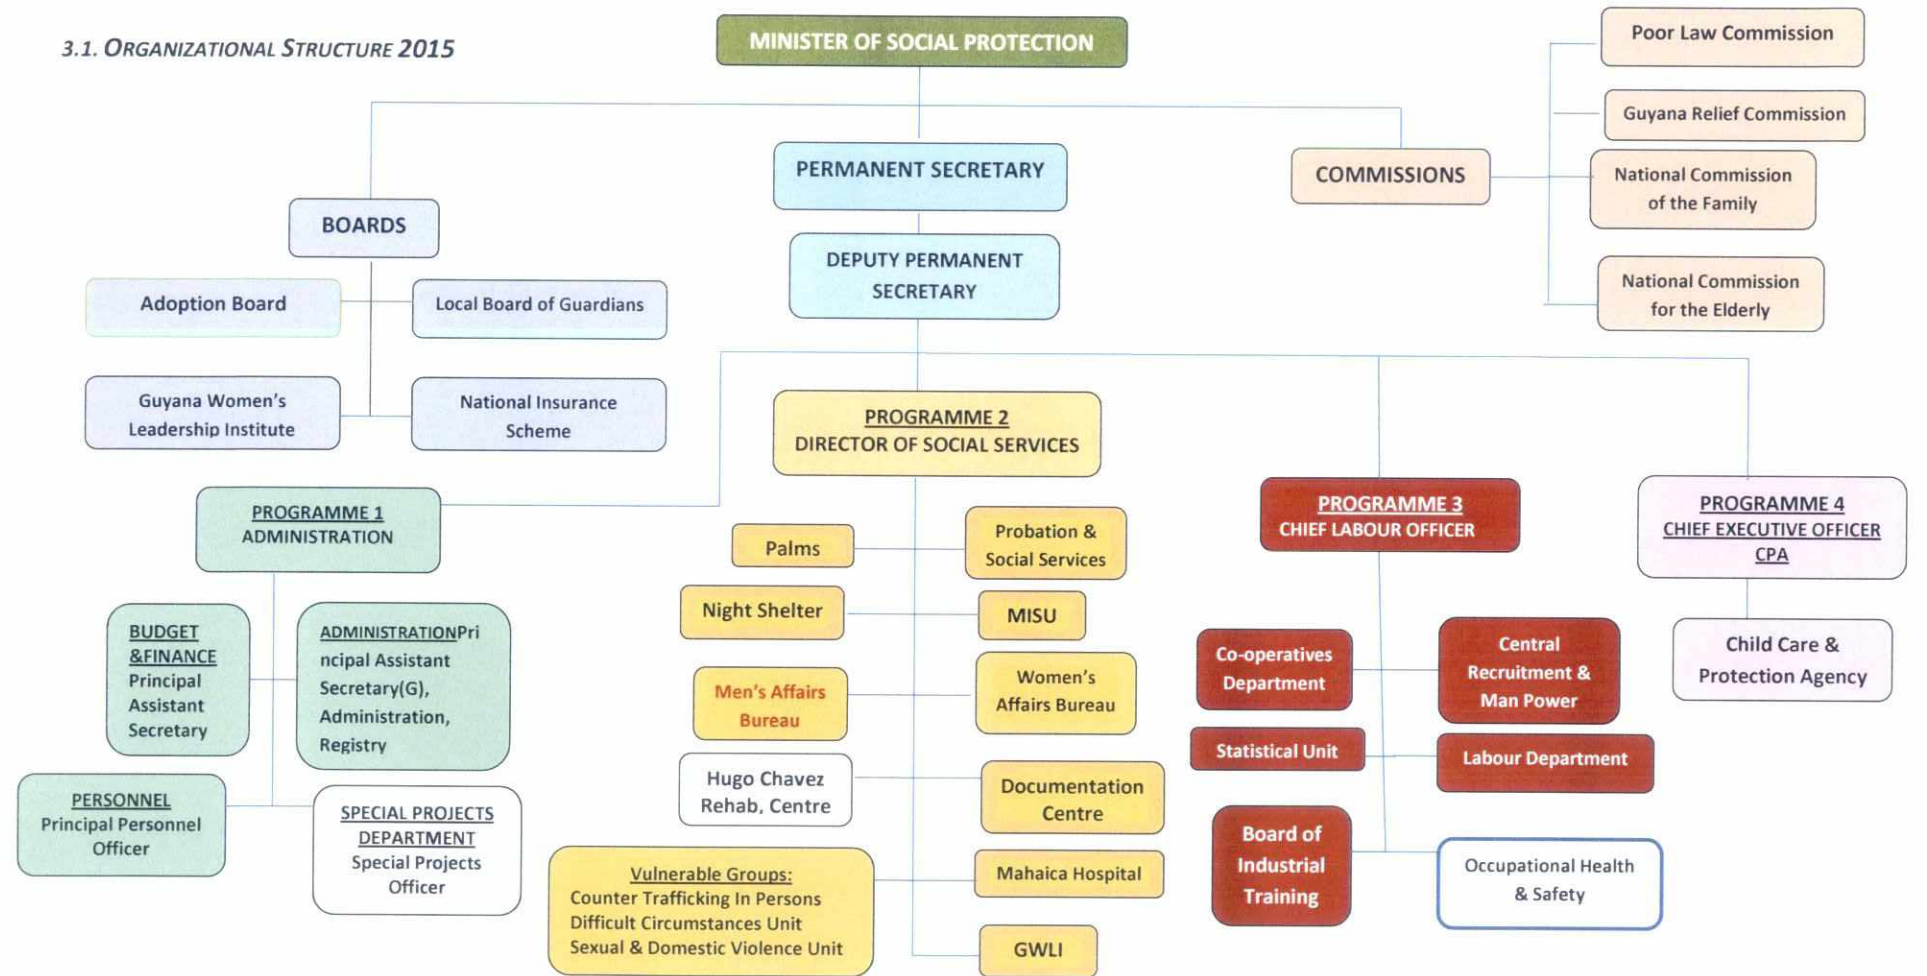 3.1. ORGANIZATIONAL STRUCTURE 2015
MINISTER OF SOCIAL PROTECTION
Poor Law Commission
Guyana Relief Commission
National Commission
of the Family
National Commission
for the Elderly
COMMISSIONS
PERMANENT SECRETARY
DEPUTY PERMANENT
SECRETARY
BOARDS
Adoption Board
Local Board of Guardians
Guyana Women's
Leadership Institute
National Insurance
Scheme
PROGRAMME 1
ADMINISTRATION
BUDGET
&FINANCE
Principal
Assistant
Secretary
ADMINISTRATIONPri
ncipal Assistant
Secretary(G),
Administration,
Registry
PERSONNEL
Principal Personnel
Officer
SPECIAL PROJECTS
DEPARTMENT
Special Projects
Officer
PROGRAMME 2
DIRECTOR OF SOCIAL SERVICES
Palms
Probation &
Social Services
Night Shelter
MISU
Men's Affairs
Bureau
Women's
Affairs Bureau
Hugo Chavez
Rehab, Centre
Documentation
Centre
Vulnerable Groups:
Counter Trafficking In Persons
Difficult Circumstances Unit
Sexual & Domestic Violence Unit
Mahaica Hospital
GWLI
PROGRAMME 3
CHIEF LABOUR OFFICER
Co-operatives
Department
Central
Recruitment &
Man Power
Statistical Unit
Labour Department
Board of
Industrial
Training
Occupational Health
& Safety
PROGRAMME 4
CHIEF EXECUTIVE OFFICER
CPA
Child Care &
Protection Agency